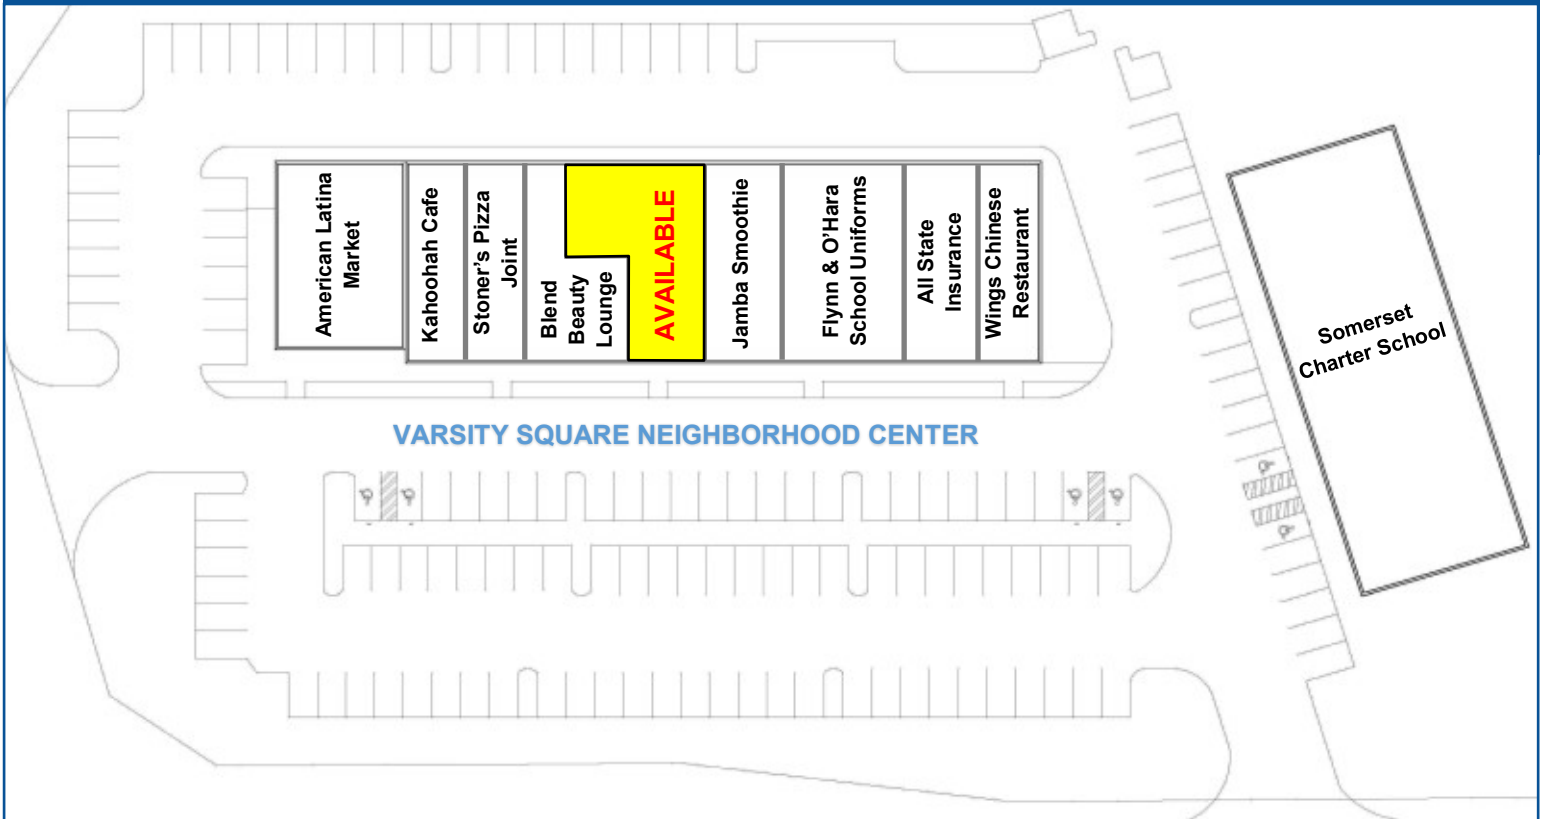 American Latina
Market
Kahoohah Cafe
Stoner's Pizza
Joint
Blend
Beauty
Lounge
AVAILABLE
Jamba Smoothie
Flynn & O'Hara
School Uniforms
All State
Insurance
Wings Chinese
Restaurant
Somerset
Charter School
VARSITY SQUARE NEIGHBORHOOD CENTER